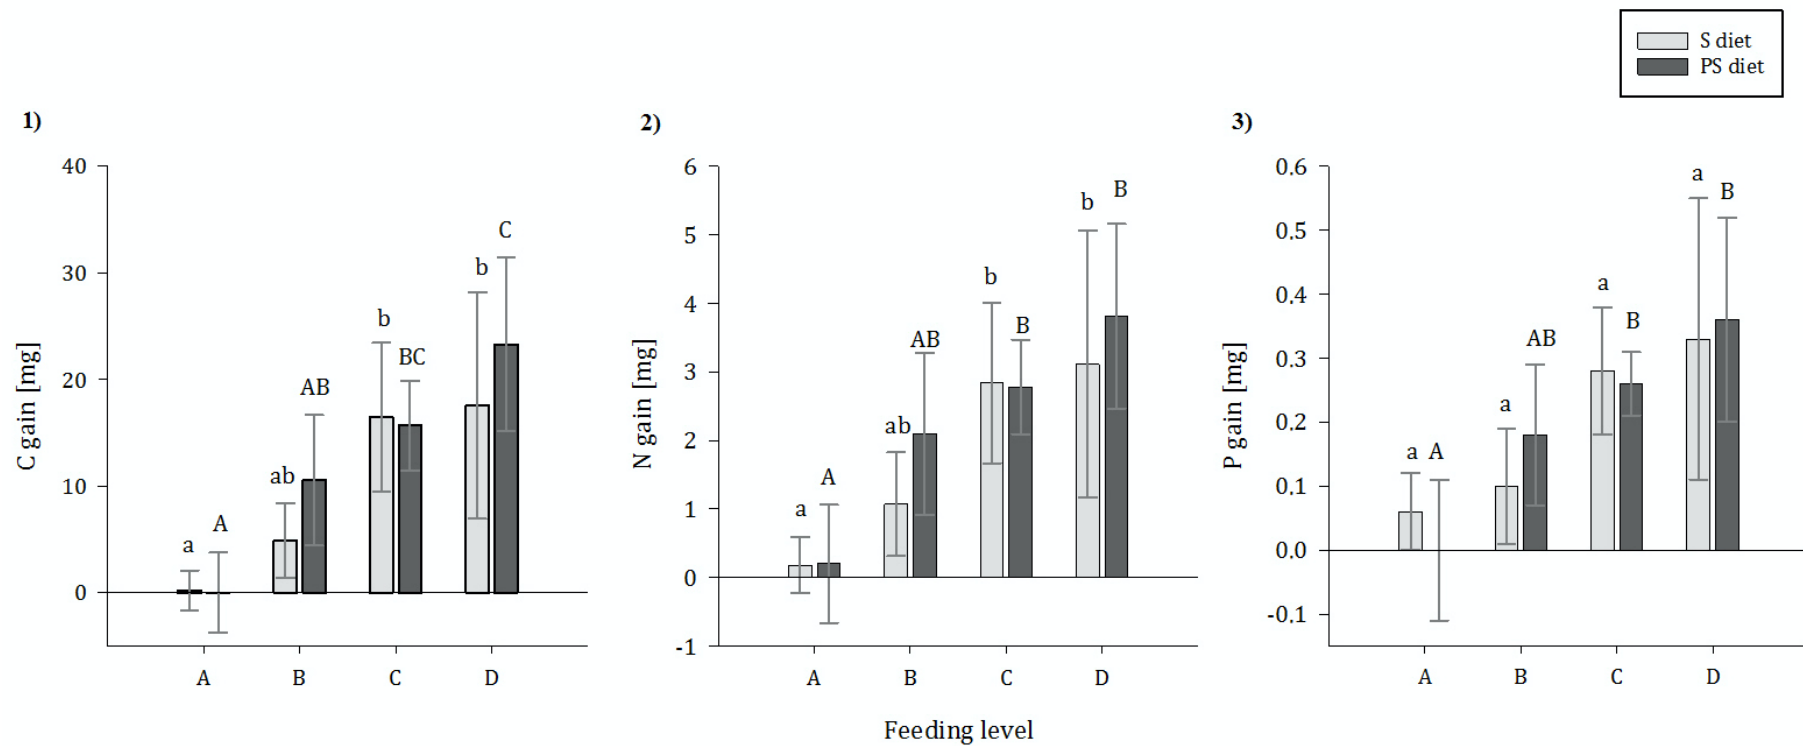 S diet
PS diet
1)
C gain [mg]
40
30
20
10
0
a
A
ab
AB
b
BC
b
C
A
B
C
D
2)
N gain [mg]
6
5
4
3
2
1
0
-1
a
A
ab
AB
b
B
b
B
A
B
C
D
3)
P gain [mg]
0.6
0.5
0.4
0.3
0.2
0.1
0.0
-0.1
a
A
a
AB
a
B
a
B
A
B
C
D
Feeding level